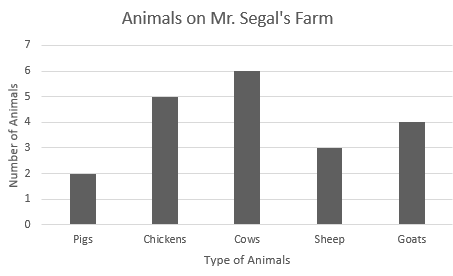 Animals on Mr. Segal's Farm
Number of Animals
7
6
5
4
3
2
1
0
Pigs Chickens Cows Sheep Goats
Type of Animals